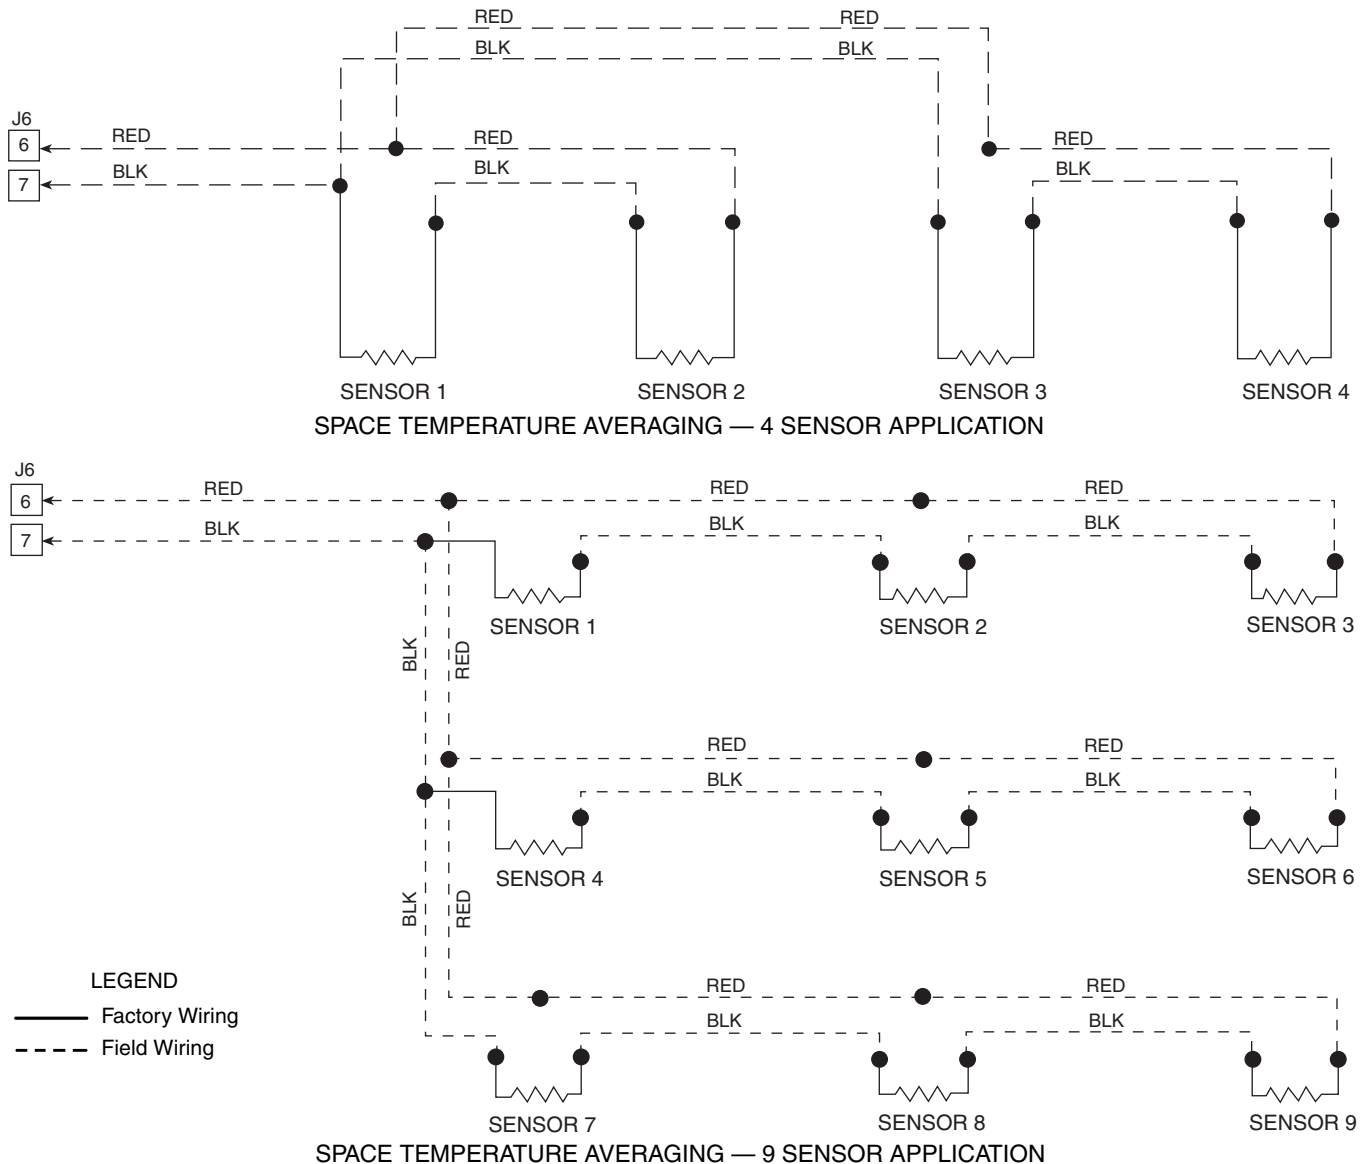 RED RED
BLK BLK
J6
6 RED RED RED
7 BLK BLK BLK
SENSOR 1 SENSOR 2 SENSOR 3 SENSOR 4
SPACE TEMPERATURE AVERAGING — 4 SENSOR APPLICATION
J6
6 RED RED RED
7 BLK BLK BLK
SENSOR 1 SENSOR 2 SENSOR 3
BLK RED
RED RED
BLK BLK
SENSOR 4 SENSOR 5 SENSOR 6
BLK RED
RED RED
BLK BLK
LEGEND
Factory Wiring
Field Wiring
SENSOR 7 SENSOR 8 SENSOR 9
SPACE TEMPERATURE AVERAGING — 9 SENSOR APPLICATION